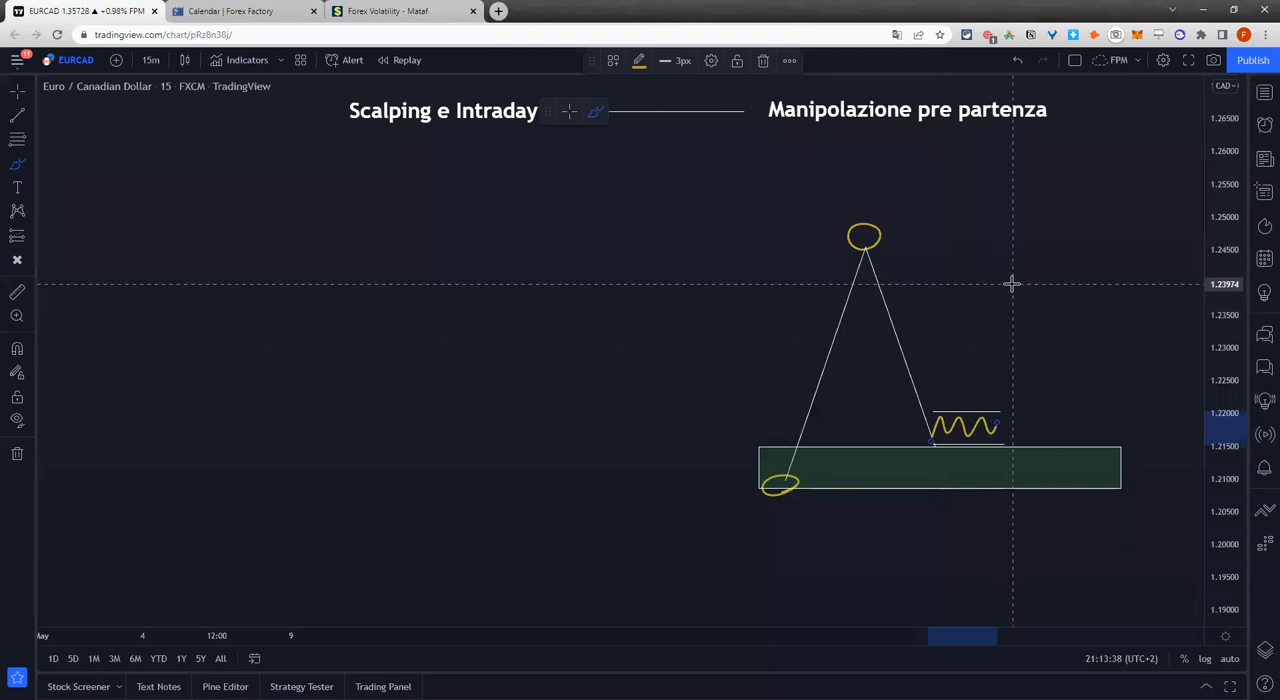 EURCAD 1.35728 ▲ +0.98% FPM
Calendar | Forex Factory
Forex Volatility - Mataf
tradingview.com/chart/pRz8n38j/
11
EURCAD
15m
Indicators
Alert
Replay
3px
FPM
Publish
Euro / Canadian Dollar · 15 · FXCM · TradingView
CAD
Scalping e Intraday
Manipolazione pre partenza
1.26500
1.26000
1.25500
1.25000
1.24500
1.23974
1.23500
1.23000
1.22500
1.22000
1.21500
1.21000
1.20500
1.20000
1.19500
1.19000
May
4
12:00
9
1D
5D
1M
3M
6M
YTD
1Y
5Y
All
21:13:38 (UTC+2)
%
log
auto
Stock Screener
Text Notes
Pine Editor
Strategy Tester
Trading Panel